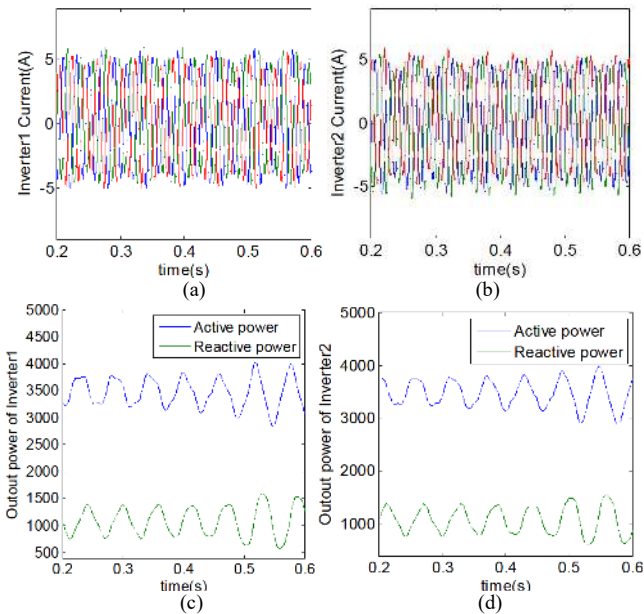 Inverter1 Current(A)
5
0
-5
0.2 0.3 0.4 0.5 0.6
time(s)
(a)
Inverter2 Current(A)
5
0
-5
0.2 0.3 0.4 0.5 0.6
time(s)
(b)
Outout power of Inverter1
5000
4500
4000
3500
3000
2500
2000
1500
1000
500
Active power
Reactive power
0.2 0.3 0.4 0.5 0.6
time(s)
(c)
Outout power of Inverter2
5000
4000
3000
2000
1000
Active power
Reactive power
0.2 0.3 0.4 0.5 0.6
time(s)
(d)